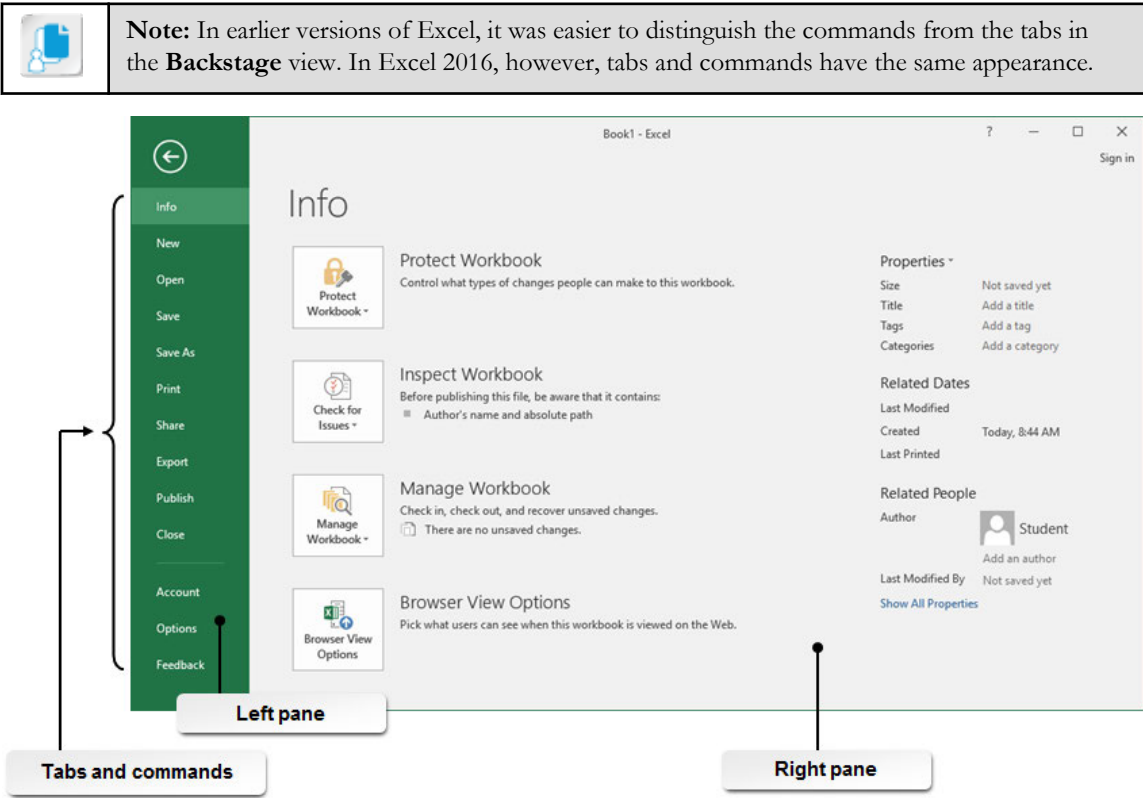 Note: In earlier versions of Excel, it was easier to distinguish the commands from the tabs in
the Backstage view. In Excel 2016, however, tabs and commands have the same appearance.
Book1 - Excel
?
Sign in
Info
New
Open
Save
Save As
Print
Share
Export
Publish
Close
Account
Options
Feedback
Info
Protect
Workbook
Protect Workbook
Control what types of changes people can make to this workbook.
Check for
Issues
Inspect Workbook
Before publishing this file, be aware that it contains:
Author's name and absolute path
Manage
Workbook
Manage Workbook
Check in, check out, and recover unsaved changes.
There are no unsaved changes.
Browser View
Options
Browser View Options
Pick what users can see when this workbook is viewed on the Web.
Properties
Size Not saved yet
Title Add a title
Tags Add a tag
Categories Add a category
Related Dates
Last Modified
Created Today, 8:44 AM
Last Printed
Related People
Author Student
Add an author
Last Modified By Not saved yet
Show All Properties
Left pane
Tabs and commands
Right pane